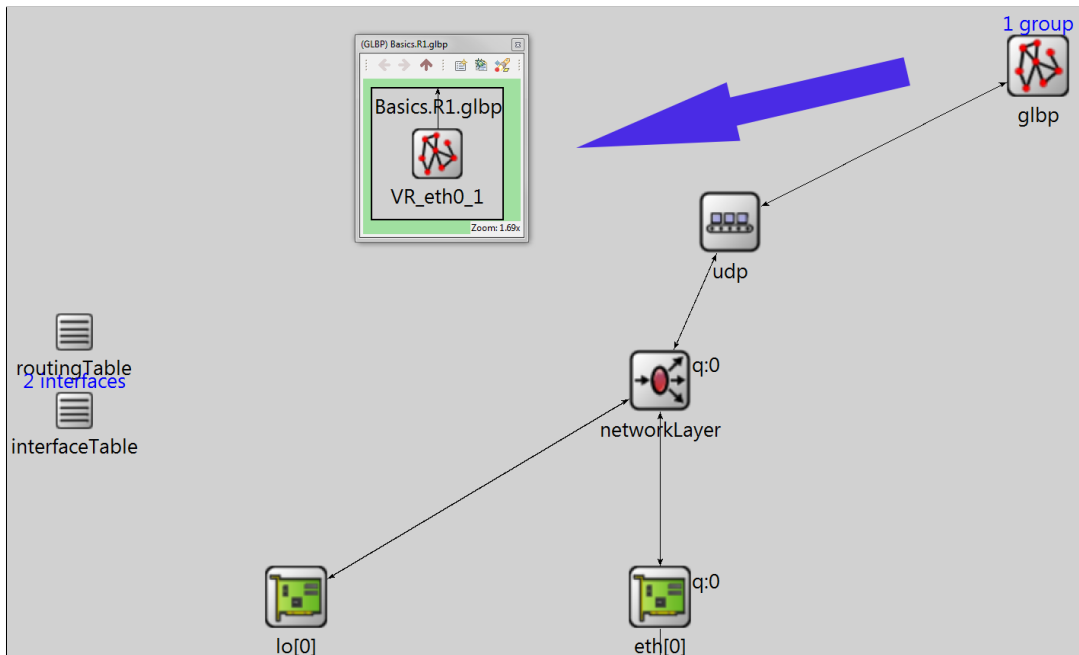 1 group
glbp
(GLBP) Basics.R1.glbp
Basics.R1.glbp
VR_eth0_1
Zoom: 1.69x
udp
routingTable
2 interfaces
interfaceTable
q:0
networkLayer
q:0
lo[0]
eth[0]